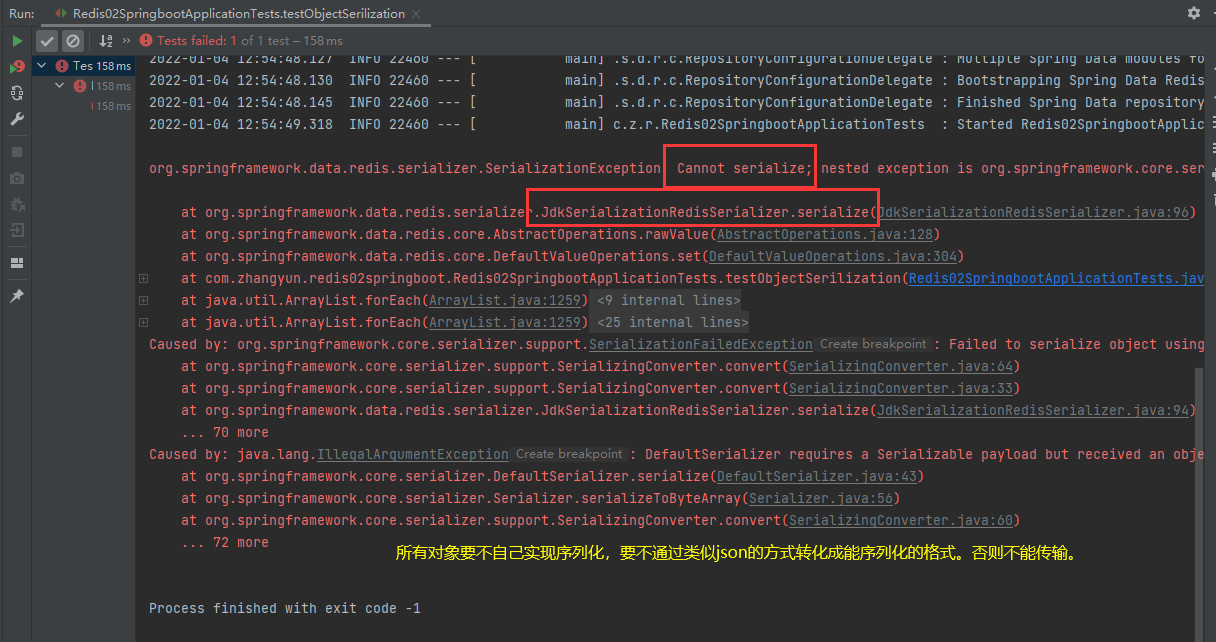 Run: Redis02SpringbootApplicationTests.testObjectSerilization
Tests failed: 1 of 1 test – 158 ms
Tes 158 ms
158 ms
158 ms
2022-01-04 12:54:48.127  INFO 22460 --- [           main] .s.d.r.c.RepositoryConfigurationDelegate : Multiple Spring Data modules fo
2022-01-04 12:54:48.130  INFO 22460 --- [           main] .s.d.r.c.RepositoryConfigurationDelegate : Bootstrapping Spring Data Redis
2022-01-04 12:54:48.145  INFO 22460 --- [           main] .s.d.r.c.RepositoryConfigurationDelegate : Finished Spring Data repository
2022-01-04 12:54:49.318  INFO 22460 --- [           main] c.z.r.Redis02SpringbootApplicationTests  : Started Redis02SpringbootApplic
org.springframework.data.redis.serializer.SerializationException Cannot serialize; nested exception is org.springframework.core.ser
at org.springframework.data.redis.serializer.JdkSerializationRedisSerializer.serialize(JdkSerializationRedisSerializer.java:96)
at org.springframework.data.redis.core.AbstractOperations.rawValue(AbstractOperations.java:128)
at org.springframework.data.redis.core.DefaultValueOperations.set(DefaultValueOperations.java:304)
at com.zhangyun.redis02springboot.Redis02SpringbootApplicationTests.testObjectSerilization(Redis02SpringbootApplicationTests.jav
at java.util.ArrayList.forEach(ArrayList.java:1259) <9 internal lines>
at java.util.ArrayList.forEach(ArrayList.java:1259) <25 internal lines>
Caused by: org.springframework.core.serializer.support.SerializationFailedException Create breakpoint : Failed to serialize object using
at org.springframework.core.serializer.support.SerializingConverter.convert(SerializingConverter.java:64)
at org.springframework.core.serializer.support.SerializingConverter.convert(SerializingConverter.java:33)
at org.springframework.data.redis.serializer.JdkSerializationRedisSerializer.serialize(JdkSerializationRedisSerializer.java:94)
... 70 more
Caused by: java.lang.IllegalArgumentException Create breakpoint : DefaultSerializer requires a Serializable payload but received an obje
at org.springframework.core.serializer.DefaultSerializer.serialize(DefaultSerializer.java:43)
at org.springframework.core.serializer.Serializer.serializeToByteArray(Serializer.java:56)
at org.springframework.core.serializer.support.SerializingConverter.convert(SerializingConverter.java:60)
... 72 more
所有对象要不自己实现序列化，要不通过类似json的方式转化成能序列化的格式。否则不能传输。
Process finished with exit code -1